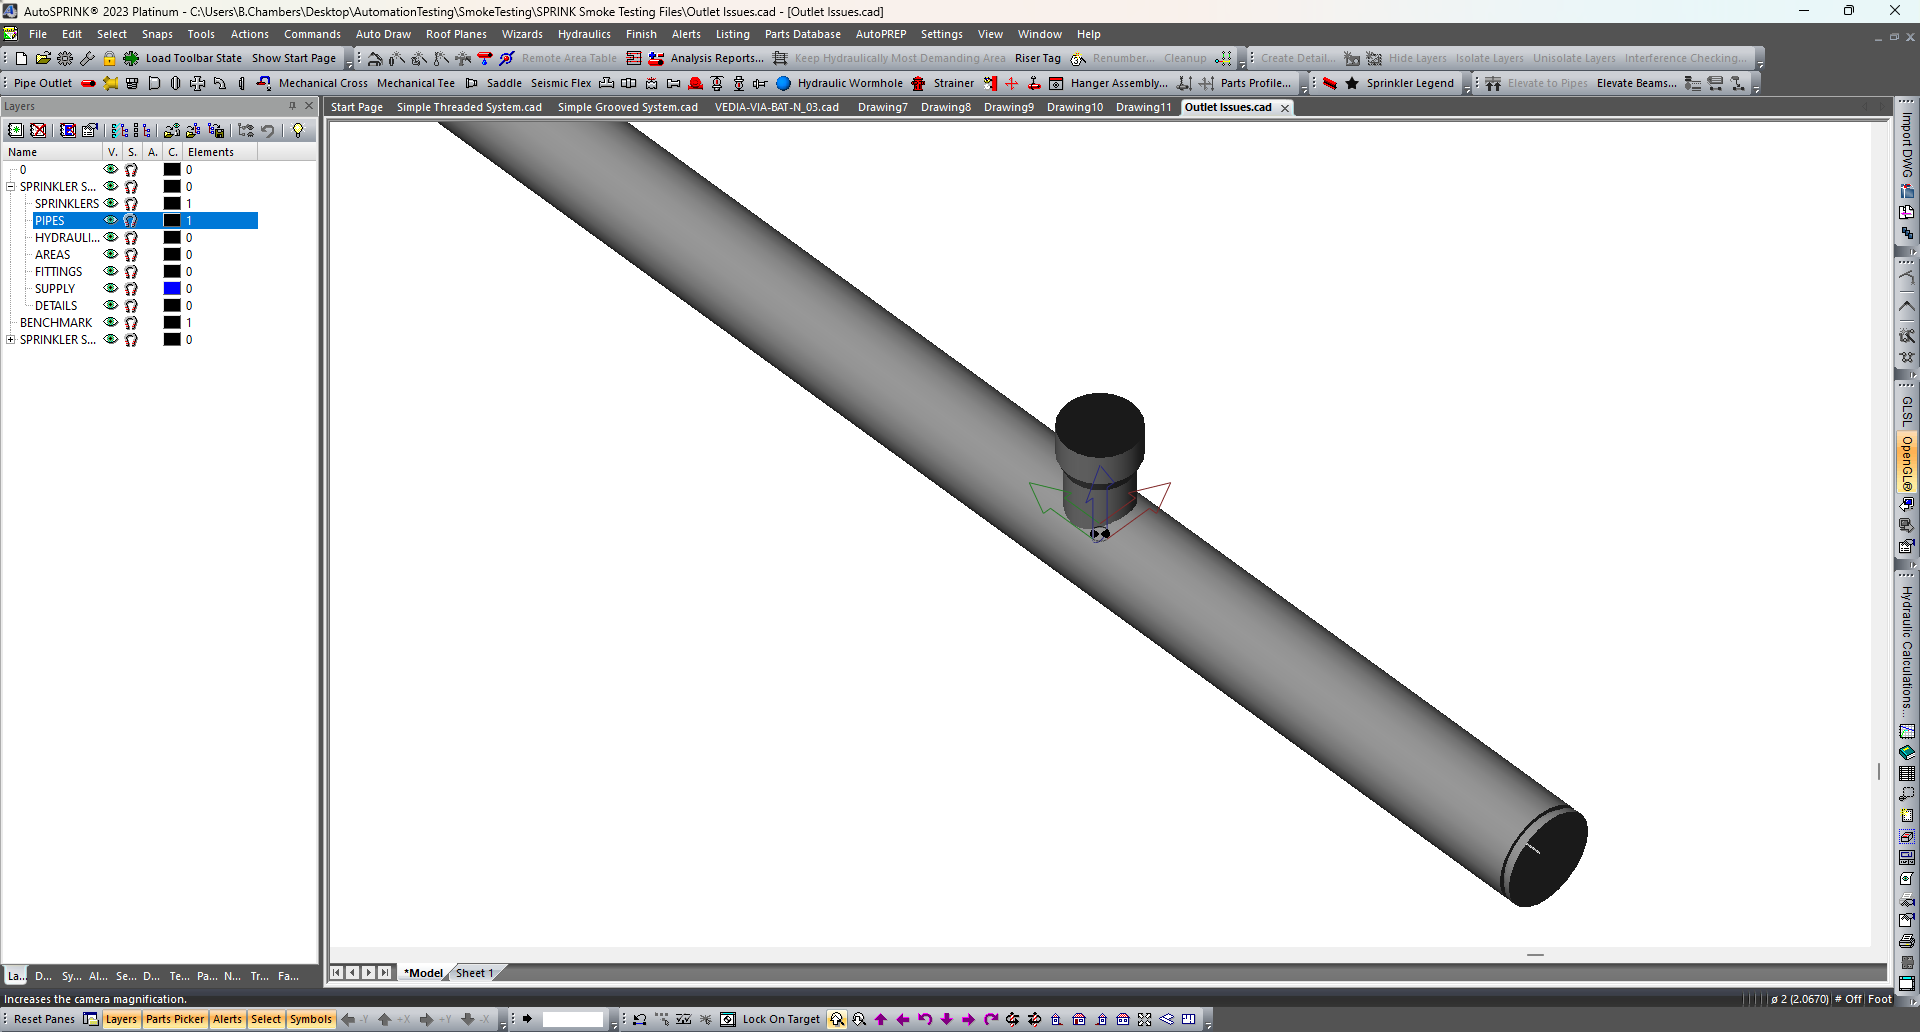 AutoSPRINK® 2023 Platinum - C:\Users\B.Chambers\Desktop\AutomationTesting\SmokeTesting\SPRINK Smoke Testing Files\Outlet Issues.cad - [Outlet Issues.cad]
File Edit Select Snaps Tools Actions Commands Auto Draw Roof Planes Wizards Hydraulics Finish Alerts Listing Parts Database AutoPREP Settings View Window Help
Load Toolbar State Show Start Page Remote Area Table Analysis Reports... Keep Hydraulically Most Demanding Area Riser Tag Renumber... Cleanup Create Detail... Hide Layers Isolate Layers Unisolate Layers Interference Checking...
Pipe Outlet Mechanical Cross Mechanical Tee Saddle Seismic Flex Hydraulic Wormhole Strainer Hanger Assembly... Parts Profile... Sprinkler Legend Elevate to Pipes Elevate Beams...
Layers
Start Page Simple Threaded System.cad Simple Grooved System.cad VEDIA-VIA-BAT-N_03.cad Drawing7 Drawing8 Drawing9 Drawing10 Drawing11 Outlet Issues.cad
Name V. S. A. C. Elements
0 0
SPRINKLER S... 0
SPRINKLERS 1
PIPES 1
HYDRAULI... 0
AREAS 0
FITTINGS 0
SUPPLY 0
DETAILS 0
BENCHMARK 1
SPRINKLER S... 0
Import DWG
GLSL
OpenGL®
Hydraulic Calculations...
La... D... Sy... Al... Se... D... Te... Pa... N... Tr... Fa...
*Model Sheet 1
Increases the camera magnification.
ø 2 (2.0670) # Off Foot
Reset Panes Layers Parts Picker Alerts Select Symbols -Y +X +Y -X Lock On Target